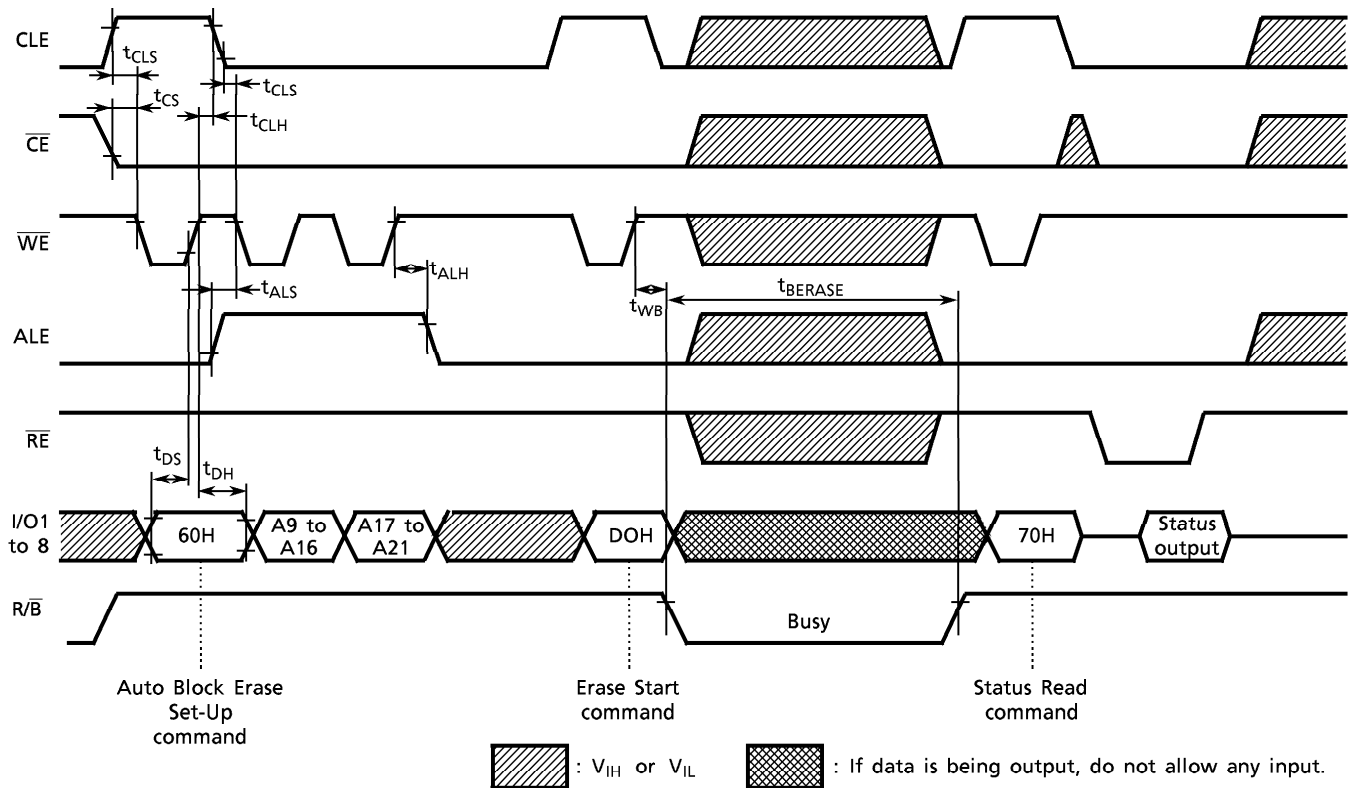 CLE
tCLS
tCLS
tCS
tCLH
CE
WE
tALH
tALS
tWB
tBERASE
ALE
RE
tDS
tDH
I/O1
to 8
60H
A9 to
A16
A17 to
A21
DOH
70H
Status
output
R/B
Busy
Auto Block Erase
Set-Up
command
Erase Start
command
Status Read
command
: VIH or VIL
: If data is being output, do not allow any input.